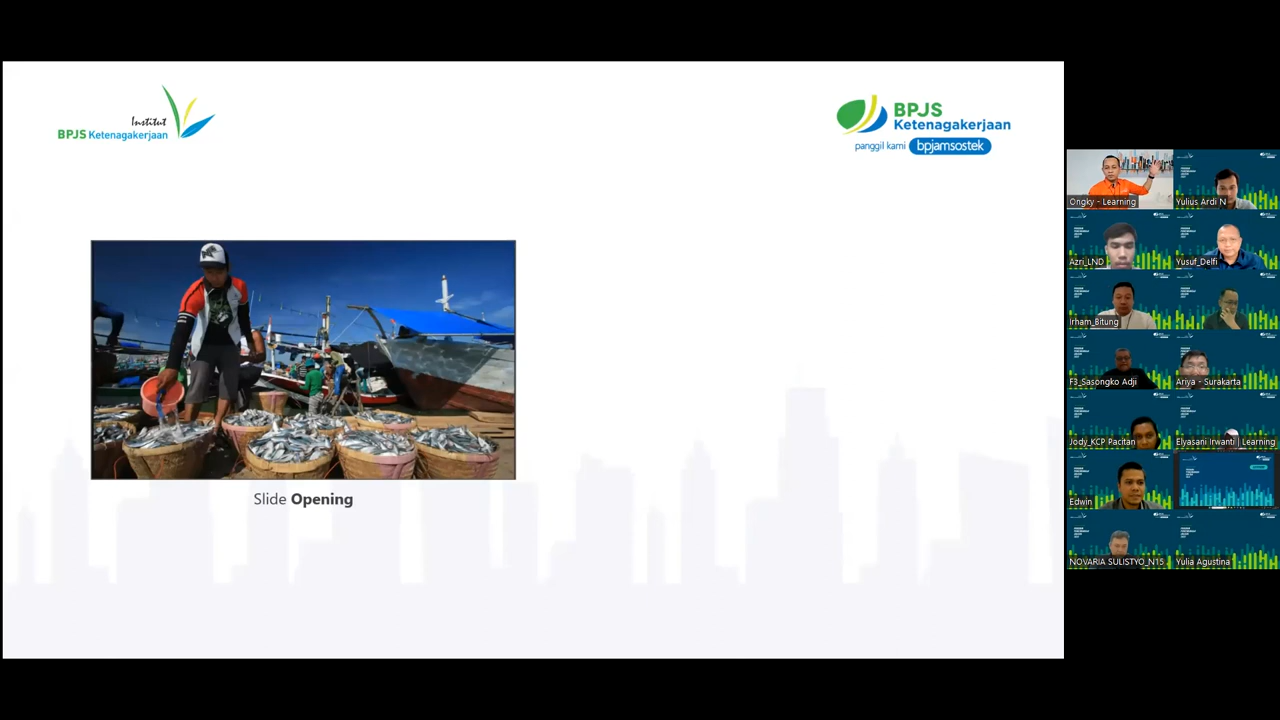 Institut
BPJS Ketenagakerjaan
BPJS
Ketenagakerjaan
panggil kami bpjamsostek
Slide Opening
Ongky - Learning
Yulius Ardi N
Azri_LND
Yusuf_Delfi
Irham_Bitung
F3_Sasongko Adji
Ariya - Surakarta
Jody_KCP Pacitan
Elyasani Irwanti | Learning
Edwin
NOVARIA SULISTYO_N15...
Yulia Agustina